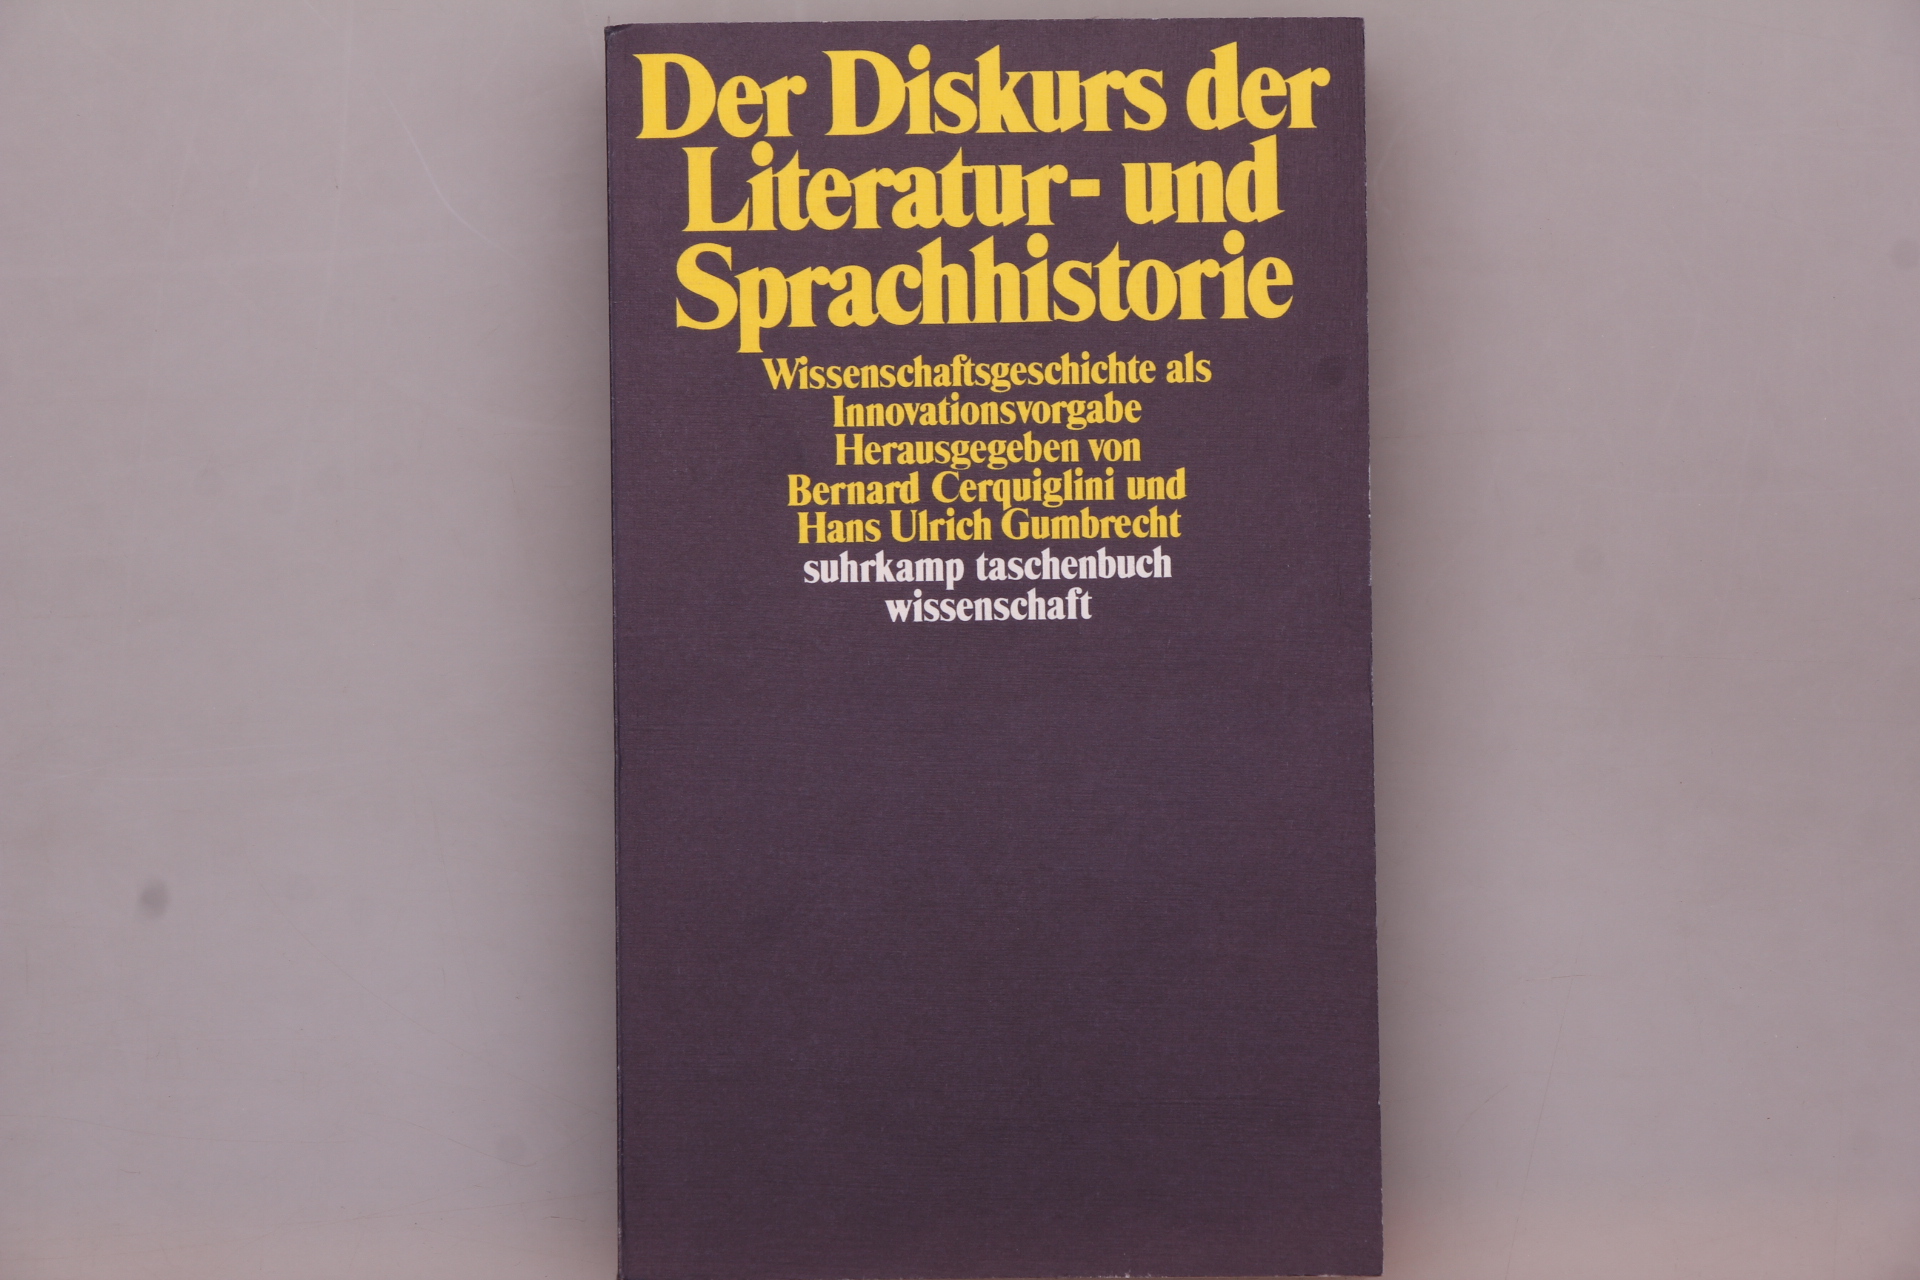 Der Diskurs der
Literatur- und
Sprachhistorie
Wissenschaftsgeschichte als
Innovationsvorgabe
Herausgegeben von
Bernard Cerquiglini und
Hans Ulrich Gumbrecht
suhrkamp taschenbuch
wissenschaft